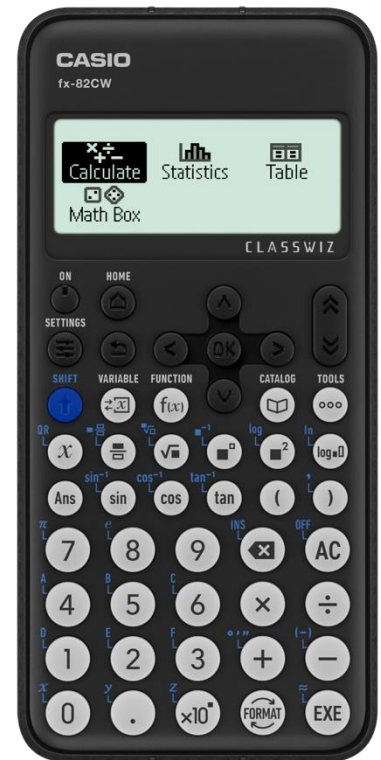 CASIO
fx-82CW
Calculate Statistics Table
Math Box
CLASSWIZ
ON HOME
SETTINGS
OK
SHIFT VARIABLE FUNCTION CATALOG TOOLS
x f(x)
QR log ln
x log
sin⁻¹ cos⁻¹ tan⁻¹ ,
Ans sin cos tan ( )
π e INS OFF
7 8 9 AC
A B C
4 5 6 × ÷
D E F ° ′ ″ (−)
1 2 3 + −
x y z ≈
0 . ×10 FORMAT EXE